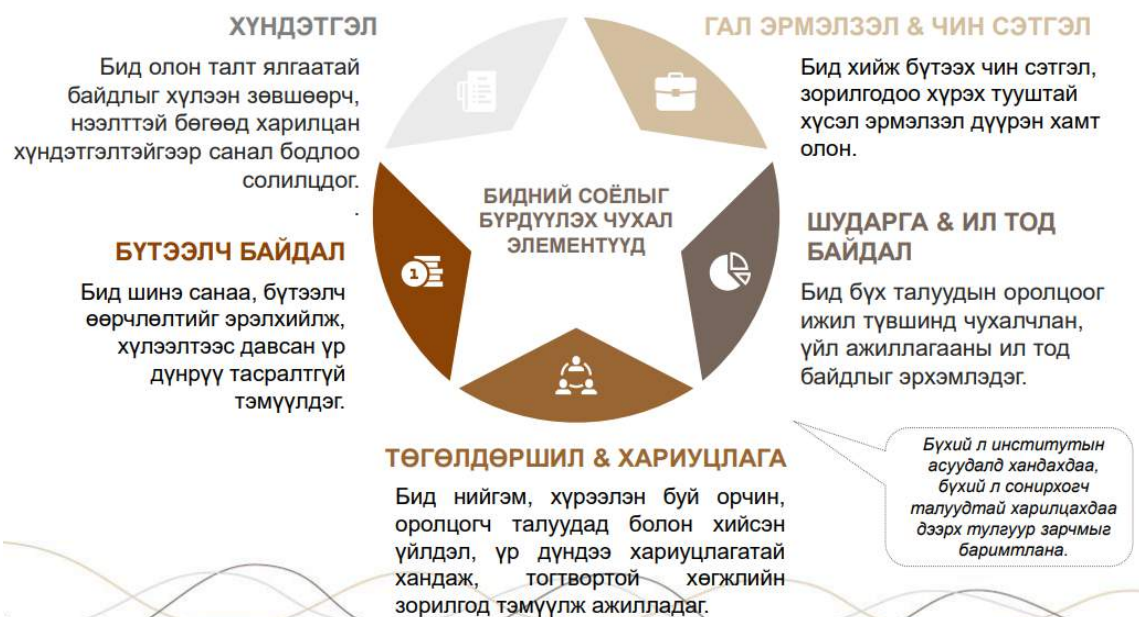 ХҮНДЭТГЭЛ
Бид олон талт ялгаатай
байдлыг хүлээн зөвшөөрч,
нээлттэй бөгөөд харилцан
хүндэтгэлтэйгээр санал бодлоо
солилцдог.
.
БҮТЭЭЛЧ БАЙДАЛ
Бид шинэ санаа, бүтээлч
өөрчлөлтийг эрэлхийлж,
хүлээлтээс давсан үр
дүнрүү тасралтгүй
тэмүүлдэг.
БИДНИЙ СОЁЛЫГ
БҮРДҮҮЛЭХ ЧУХАЛ
ЭЛЕМЕНТҮҮД
1
ГАЛ ЭРМЭЛЗЭЛ & ЧИН СЭТГЭЛ
Бид хийж бүтээх чин сэтгэл,
зорилгодоо хүрэх тууштай
хүсэл эрмэлзэл дүүрэн хамт
олон.
ШУДАРГА & ИЛ ТОД
БАЙДАЛ
Бид бүх талуудын оролцоог
ижил түвшинд чухалчлан,
үйл ажиллагааны ил тод
байдлыг эрхэмлэдэг.
ТӨГӨЛДӨРШИЛ & ХАРИУЦЛАГА
Бид нийгэм, хүрээлэн буй орчин,
оролцогч талуудад болон хийсэн
үйлдэл, үр дүндээ хариуцлагатай
хандаж, тогтвортой хөгжлийн
зорилгод тэмүүлж ажилладаг.
Бүхий л институтын
асуудалд хандахдаа,
бүхий л сонирхогч
талуудтай харилцахдаа
дээрх тулгуур зарчмыг
баримтлана.